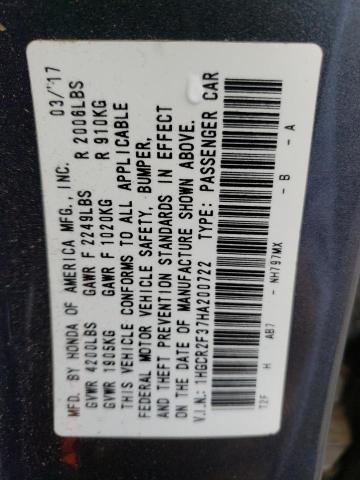 MFD. BY HONDA OF AMERICA MFG., INC. 03/'17
GVWR 4200LBS GAWR F 2249LBS R 2006LBS
GVWR 1905KG GAWR F 1020KG R 910KG
THIS VEHICLE CONFORMS TO ALL APPLICABLE
FEDERAL MOTOR VEHICLE SAFETY, BUMPER,
AND THEFT PREVENTION STANDARDS IN EFFECT
ON THE DATE OF MANUFACTURE SHOWN ABOVE.
V.I.N.: 1HGCR2F37HA200722 TYPE: PASSENGER CAR
T2F H AB7 NH797MX - B - A